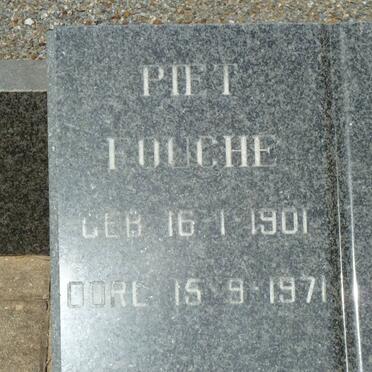 PIET
FOUCHE
GEB 16·1·1901
OORL 15·9·1971